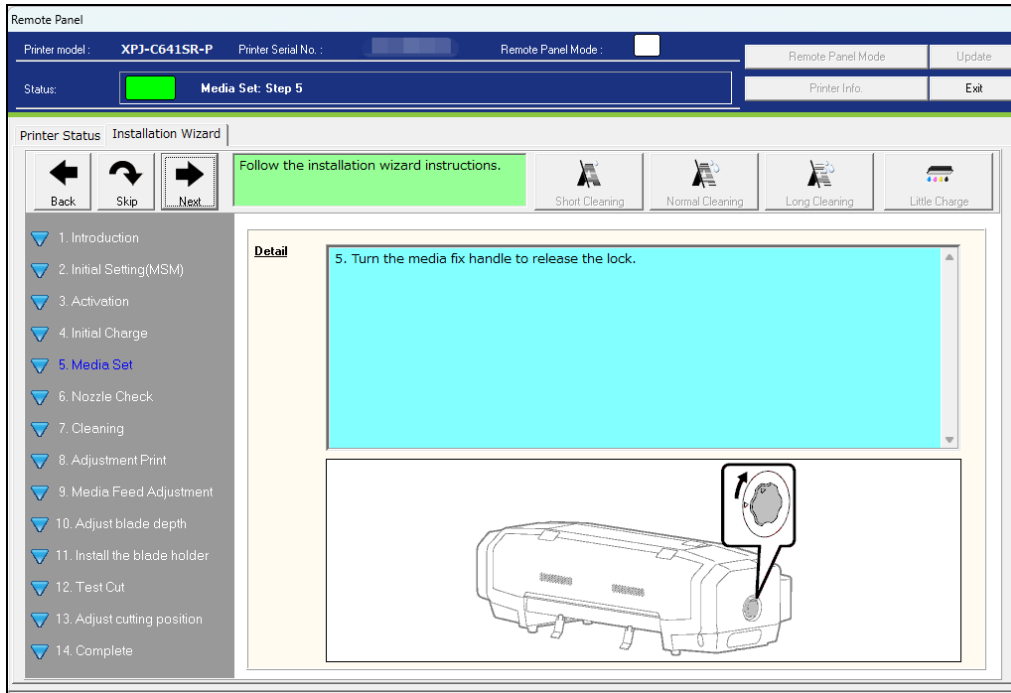 Remote Panel
Printer model : XPJ-C641SR-P Printer Serial No. : Remote Panel Mode :
Remote Panel Mode Update
Status: Media Set: Step 5
Printer Info. Exit
Printer Status Installation Wizard
Follow the installation wizard instructions.
Back Skip Next Short Cleaning Normal Cleaning Long Cleaning Little Charge
1. Introduction
2. Initial Setting(MSM)
3. Activation
4. Initial Charge
5. Media Set
6. Nozzle Check
7. Cleaning
8. Adjustment Print
9. Media Feed Adjustment
10. Adjust blade depth
11. Install the blade holder
12. Test Cut
13. Adjust cutting position
14. Complete
Detail
5. Turn the media fix handle to release the lock.